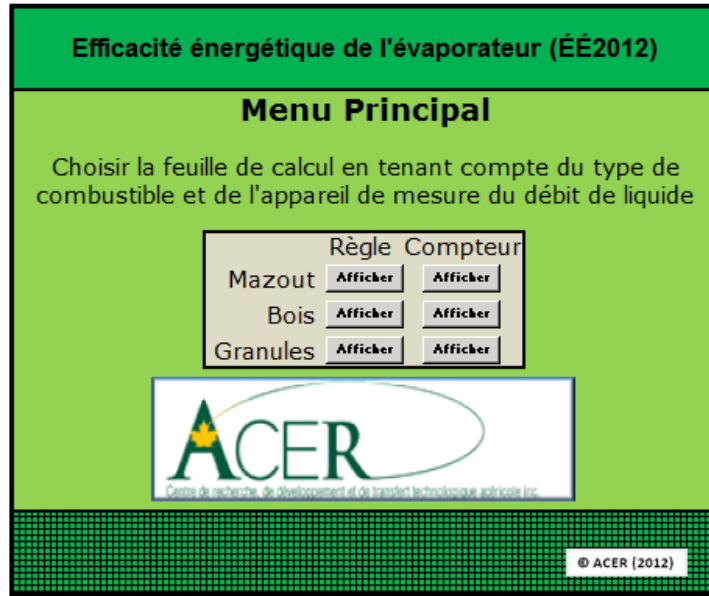 Efficacité énergétique de l'évaporateur (ÉÉ2012)
Menu Principal
Choisir la feuille de calcul en tenant compte du type de
combustible et de l'appareil de mesure du débit de liquide
Règle Compteur
Mazout Afficher Afficher
Bois Afficher Afficher
Granules Afficher Afficher
ACER
Centre de recherche, de développement et de transfert technologique acéricole inc.
© ACER (2012)